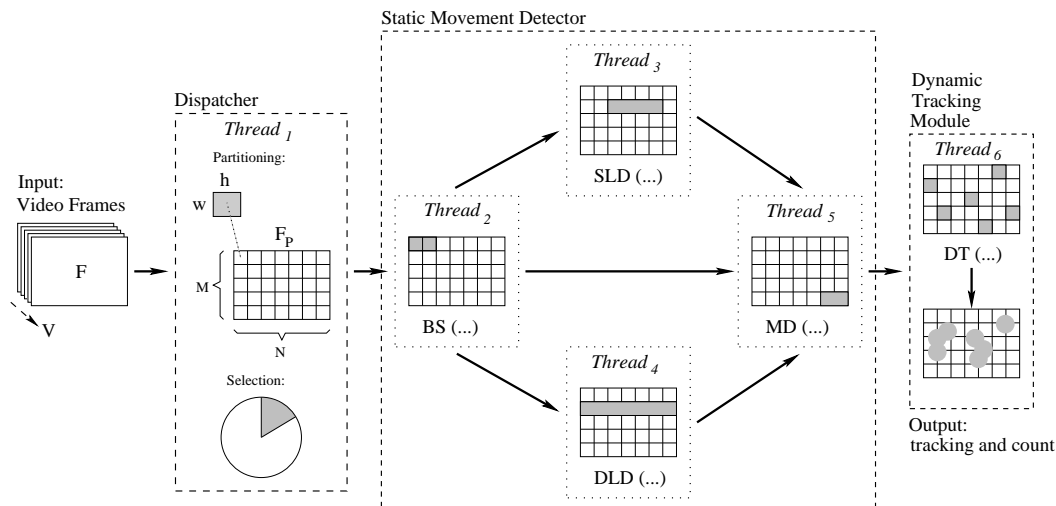 Static Movement Detector
Dispatcher
Thread 1
Partitioning:
h
w
F P
M
N
Selection:
Input:
Video Frames
F
V
Thread 2
BS (...)
Thread 3
SLD (...)
Thread 4
DLD (...)
Thread 5
MD (...)
Dynamic
Tracking
Module
Thread 6
DT (...)
Output:
tracking and count